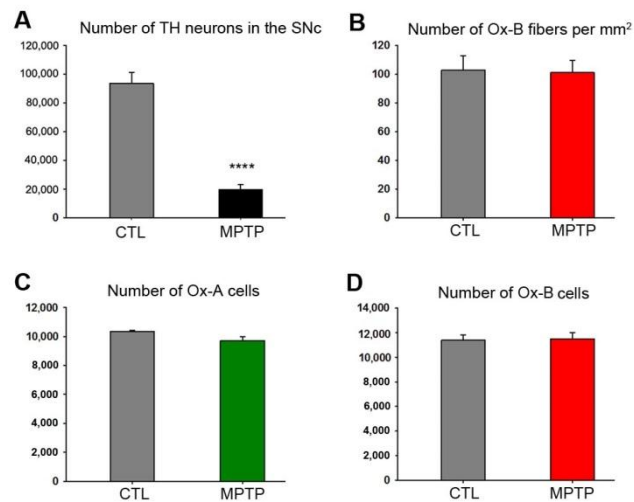 A
Number of TH neurons in the SNc
120,000
100,000
80,000
60,000
40,000
20,000
0
****
CTL
MPTP
B
Number of Ox-B fibers per mm²
120
100
80
60
40
20
0
CTL
MPTP
C
Number of Ox-A cells
12,000
10,000
8,000
6,000
4,000
2,000
0
CTL
MPTP
D
Number of Ox-B cells
14,000
12,000
10,000
8,000
6,000
4,000
2,000
0
CTL
MPTP